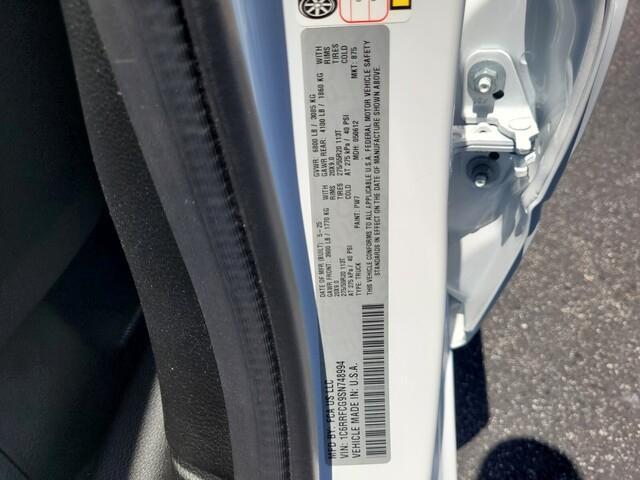 MFD BY: FCA US LLC
VIN: 1C6RRFCG9SN748994
VEHICLE MADE IN: U.S.A.
DATE OF MFR (BUILT): 5-25
GAWR FRONT: 3900 LB / 1770 KG WITH
20X9.0 RIMS
275/55R20 113T TIRES
AT 275 kPa / 40 PSI COLD
TYPE: TRUCK PAINT: PW7
GVWR: 6800 LB / 3085 KG
GAWR REAR: 4100 LB / 1860 KG WITH
20X9.0 RIMS
275/55R20 113T TIRES
AT 275 kPa / 40 PSI COLD
MDH: 050612 MKT: 875
THIS VEHICLE CONFORMS TO ALL APPLICABLE U.S.A. FEDERAL MOTOR VEHICLE SAFETY
STANDARDS IN EFFECT ON THE DATE OF MANUFACTURE SHOWN ABOVE.